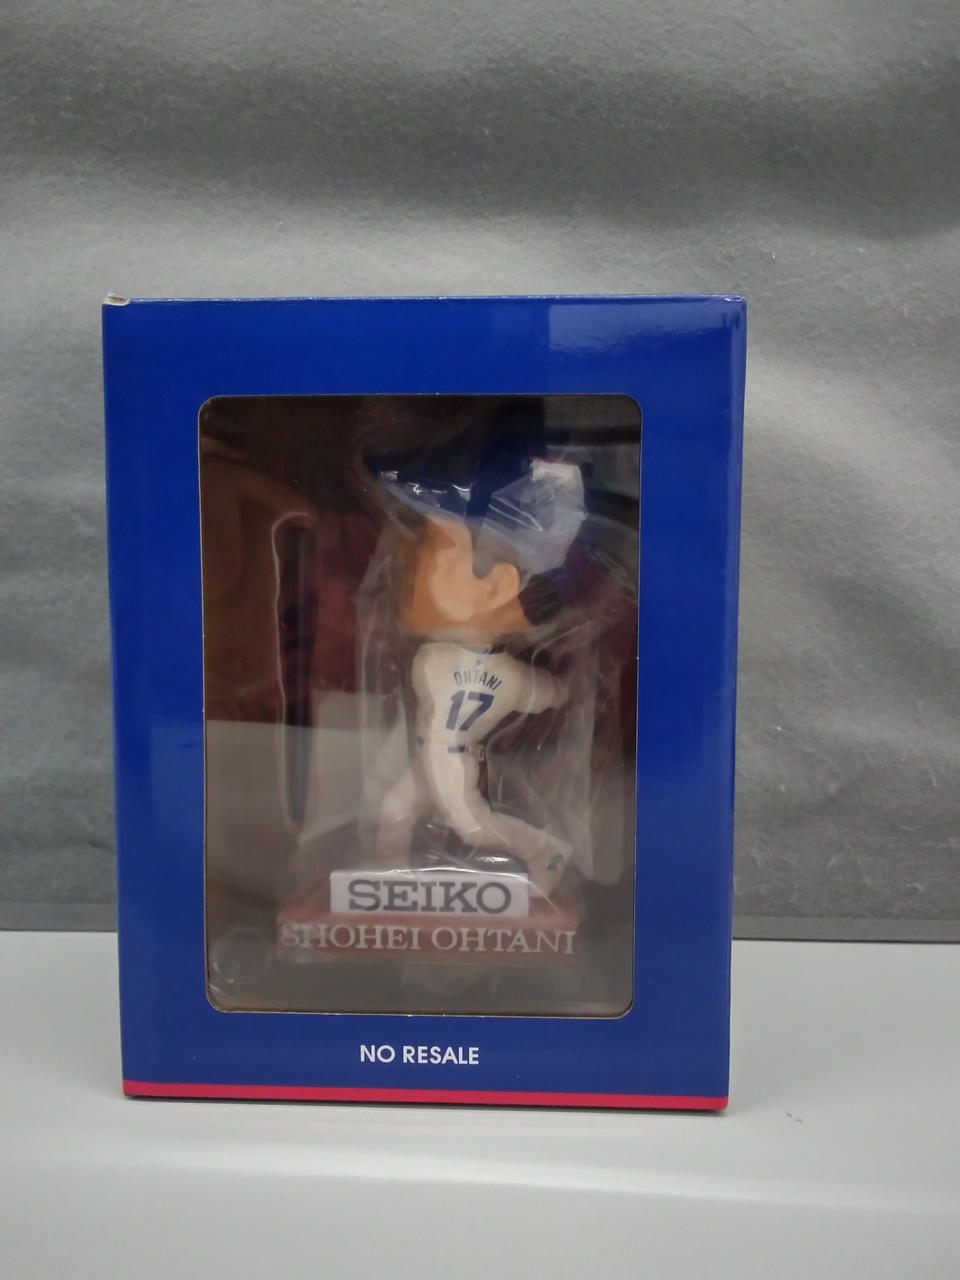 OHTANI
17
SEIKO
SHOHEI OHTANI
NO RESALE